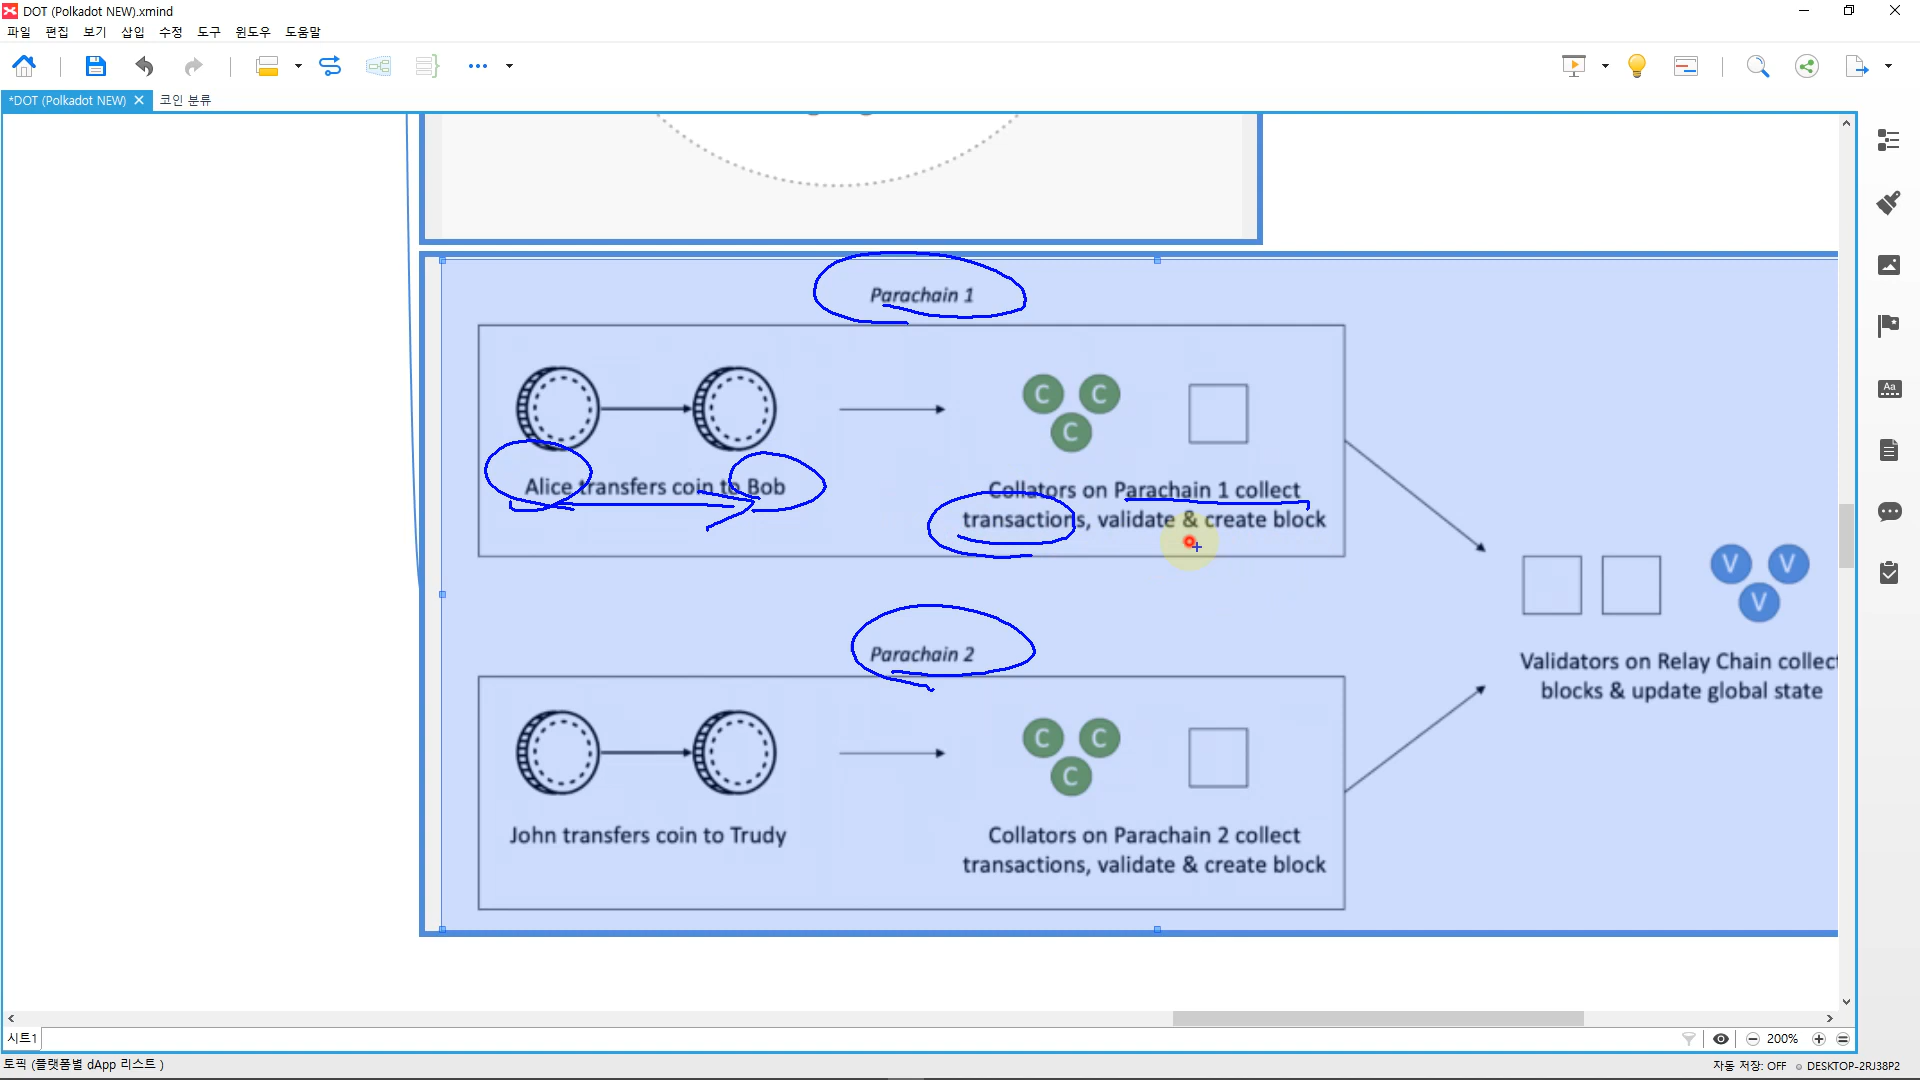 DOT (Polkadot NEW).xmind
파일 편집 보기 삽입 수정 도구 윈도우 도움말
*DOT (Polkadot NEW) 코인 분류
Parachain 1
C C
C
Alice transfers coin to Bob
Collators on Parachain 1 collect
transactions, validate & create block
V V
V
Validators on Relay Chain collect
blocks & update global state
Parachain 2
C C
C
John transfers coin to Trudy
Collators on Parachain 2 collect
transactions, validate & create block
Aa
시트1
200%
토픽 (플랫폼별 dApp 리스트 )
자동 저장: OFF DESKTOP-2RJ38P2